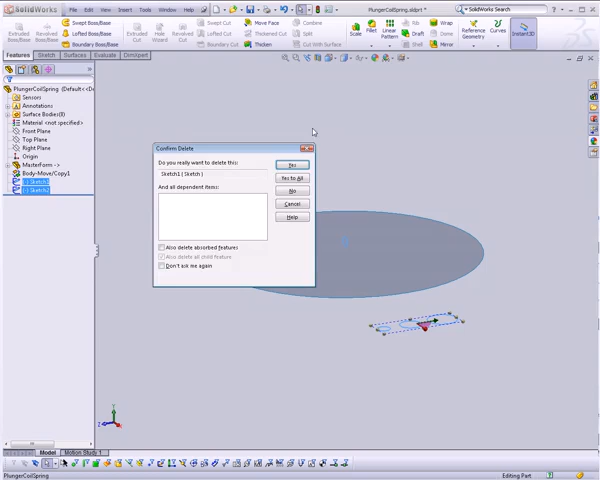 SolidWorks
File Edit View Insert Tools Window Help
PlungerCoilSpring.sldprt *
SolidWorks Search
Extruded Boss/Base
Revolved Boss/Base
Swept Boss/Base
Lofted Boss/Base
Boundary Boss/Base
Extruded Cut
Revolved Cut
Swept Cut
Lofted Cut
Boundary Cut
Move Face
Thickened Cut
Thicken
Rib
Shell
Cut With Surface
Scale
Fillet
Linear Pattern
Rib
Draft
Shell
Wrap
Dome
Mirror
Reference Geometry
Curves
Instant3D
Features Sketch Surfaces Evaluate DimXpert
PlungerCoilSpring (Default<<D
Sensors
Annotations
Surface Bodies(1)
Material <not specified>
Front Plane
Top Plane
Right Plane
Origin
MasterForm ->
Body-Move/Copy1
(-) Sketch1
(-) Sketch2
Confirm Delete
Do you really want to delete this:
Sketch1 ( Sketch )
And all dependent items:
Also delete absorbed features
Also delete all child feature
Don't ask me again
Yes
Yes to All
No
Cancel
Help
Y
X
Z
Model Motion Study 1
PlungerCoilSpring
Editing Part